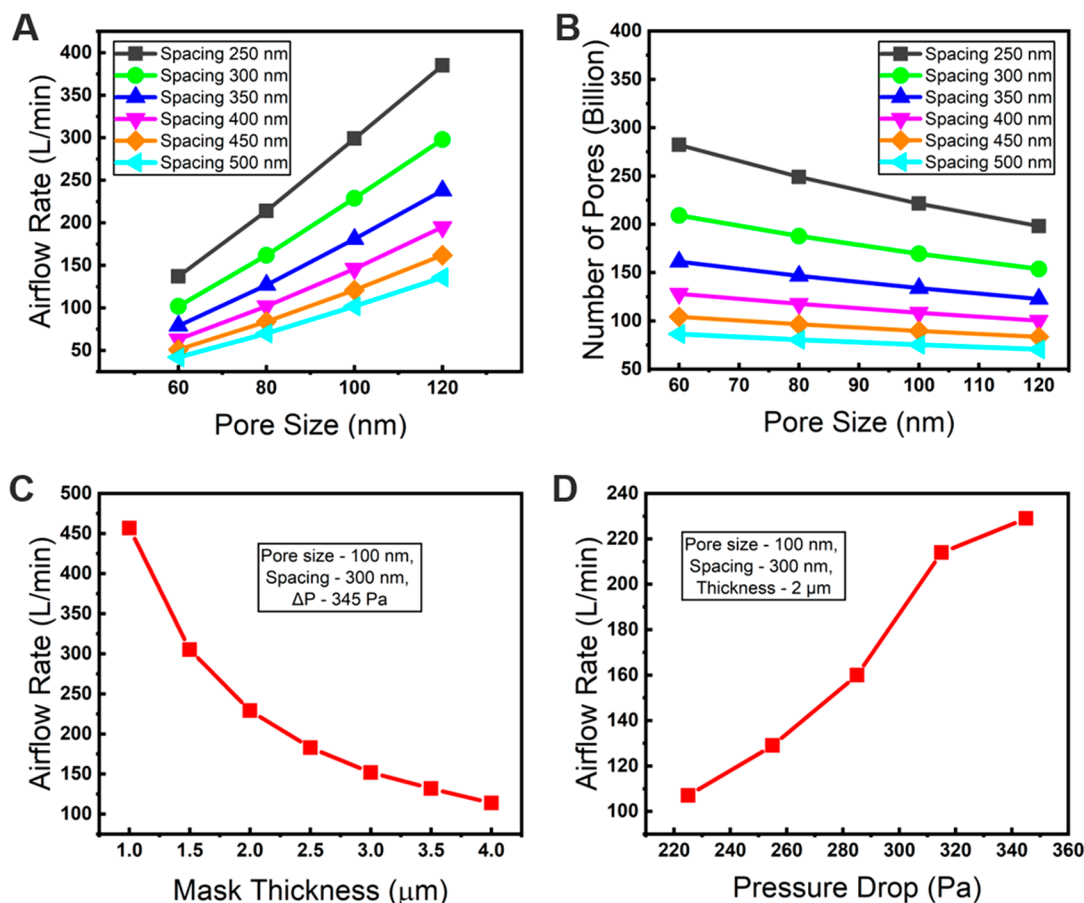 A
400
350
300
250
200
150
100
50
Airflow Rate (L/min)
Spacing 250 nm
Spacing 300 nm
Spacing 350 nm
Spacing 400 nm
Spacing 450 nm
Spacing 500 nm
60 80 100 120
Pore Size (nm)
B
400
350
300
250
200
150
100
50
Number of Pores (Billion)
Spacing 250 nm
Spacing 300 nm
Spacing 350 nm
Spacing 400 nm
Spacing 450 nm
Spacing 500 nm
60 70 80 90 100 110 120
Pore Size (nm)
C
500
450
400
350
300
250
200
150
100
Airflow Rate (L/min)
Pore size - 100 nm,
Spacing - 300 nm,
ΔP - 345 Pa
1.0 1.5 2.0 2.5 3.0 3.5 4.0
Mask Thickness (μm)
D
240
220
200
180
160
140
120
100
Airflow Rate (L/min)
Pore size - 100 nm,
Spacing - 300 nm,
Thickness - 2 μm
220 240 260 280 300 320 340 360
Pressure Drop (Pa)